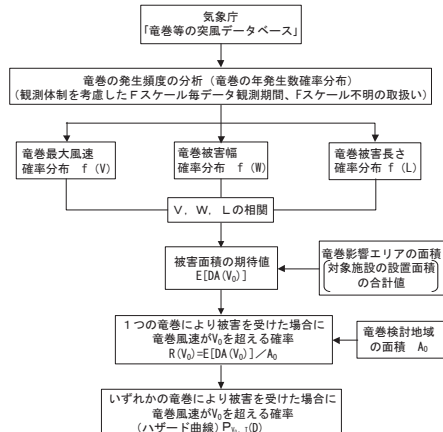 気象庁
「竜巻等の突風データベース」
竜巻の発生頻度の分析（竜巻の年発生数確率分布）
（観測体制を考慮したＦスケール毎データ観測期間、Fスケール不明の取扱い）
竜巻最大風速
確率分布 f(V)
竜巻被害幅
確率分布 f(W)
竜巻被害長さ
確率分布 f(L)
Ｖ，Ｗ，Ｌの相関
被害面積の期待値
E[DA(V₀)]
竜巻影響エリアの面積
対象施設の設置面積
の合計値
１つの竜巻により被害を受けた場合に
竜巻風速がV₀を超える確率
R(V₀)=E[DA(V₀)]／A₀
竜巻検討地域
の面積 A₀
いずれかの竜巻により被害を受けた場合に
竜巻風速がV₀を超える確率
(ハザード曲線) P_V₀,T(D)